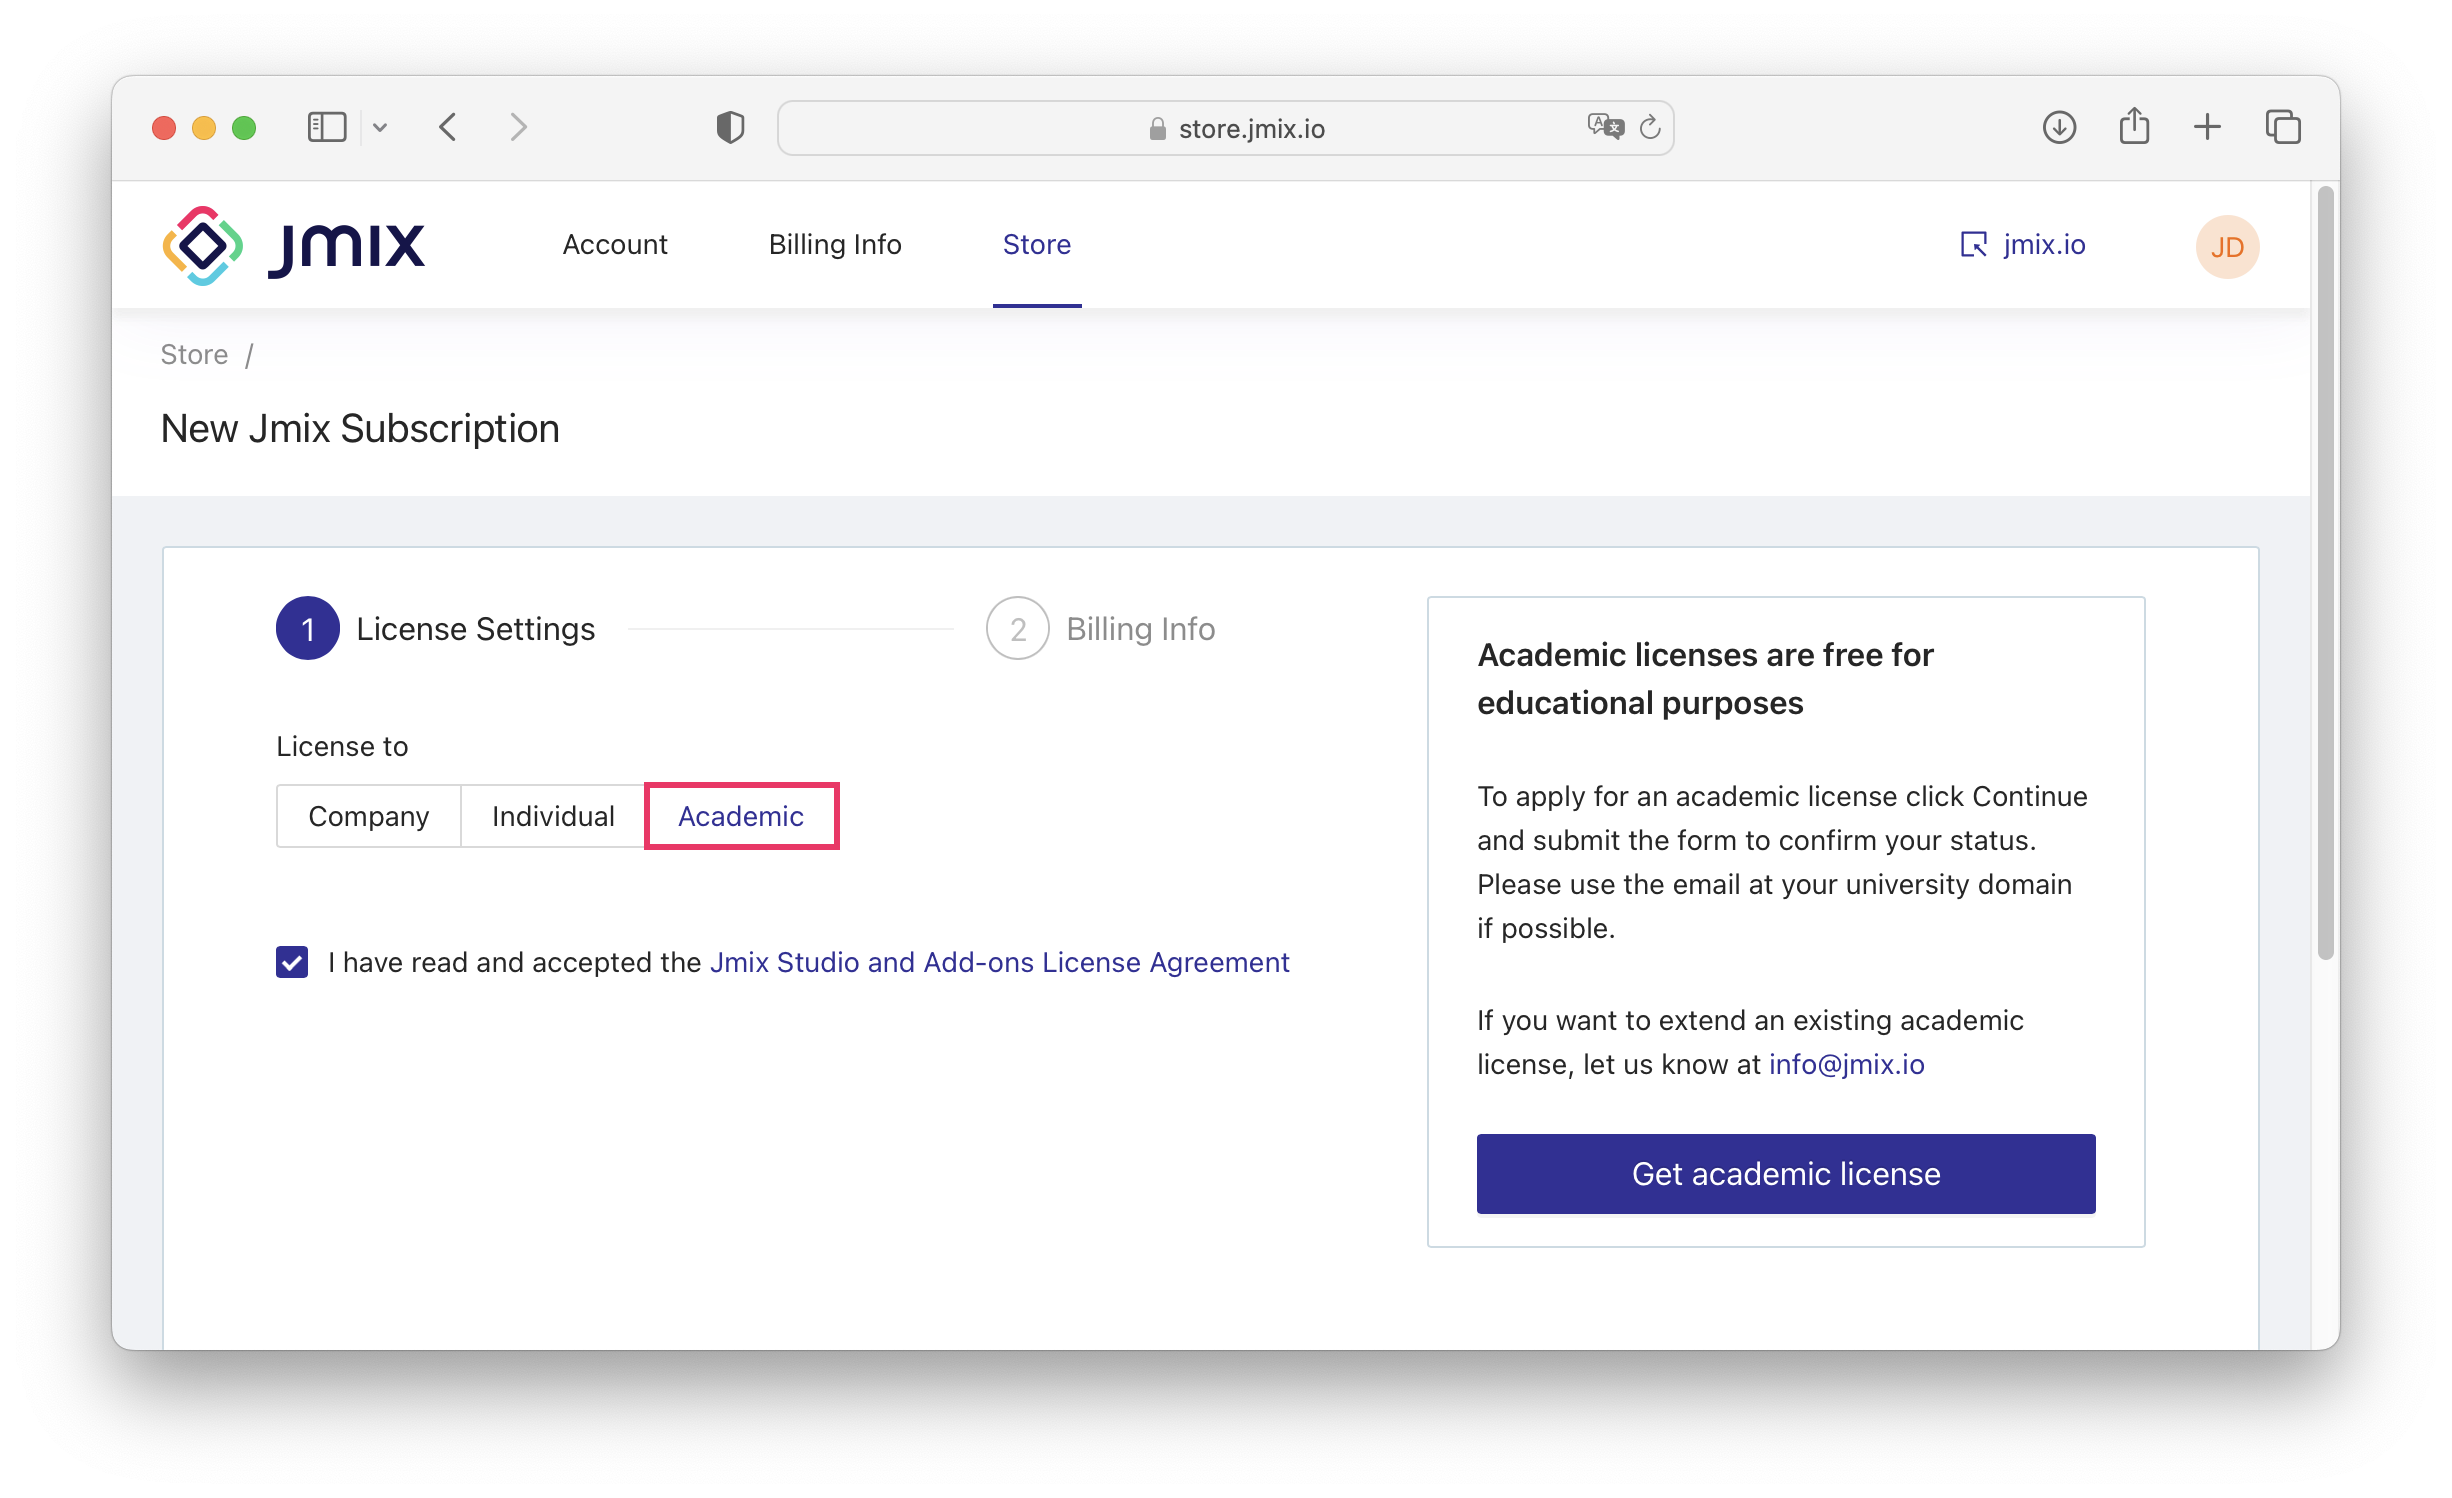 store.jmix.io
Jmix
Account
Billing Info
Store
jmix.io
JD
Store /
New Jmix Subscription
1 License Settings
2 Billing Info
License to
Company
Individual
Academic
I have read and accepted the Jmix Studio and Add-ons License Agreement
Academic licenses are free for
educational purposes
To apply for an academic license click Continue
and submit the form to confirm your status.
Please use the email at your university domain
if possible.
If you want to extend an existing academic
license, let us know at info@jmix.io
Get academic license